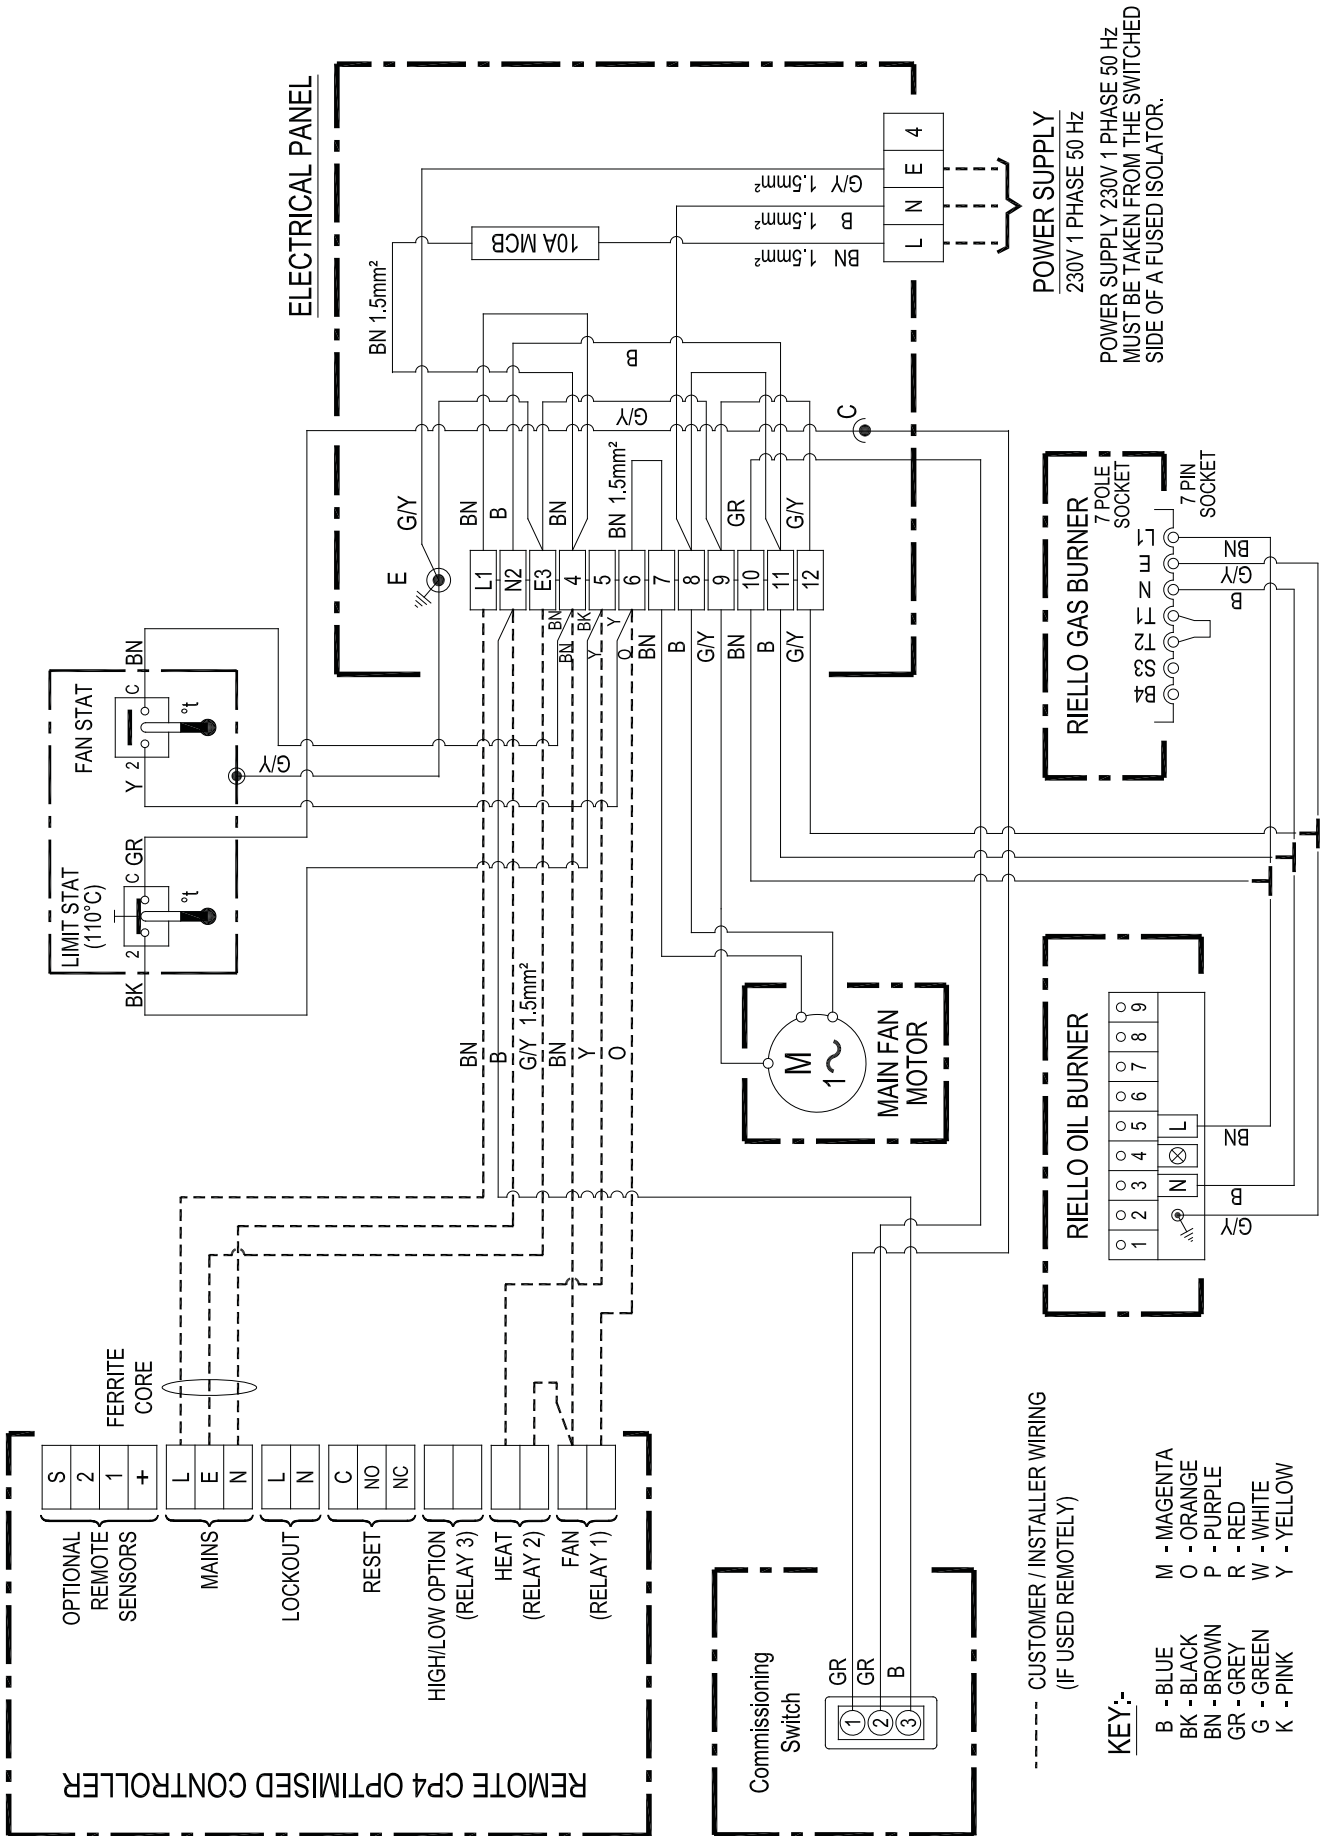 REMOTE CP4 OPTIMISED CONTROLLER
OPTIONAL
REMOTE
SENSORS
S
2
1
+
MAINS
L
E
N
LOCKOUT
L
N
RESET
C
NO
NC
HIGH/LOW OPTION
(RELAY 3)
HEAT
(RELAY 2)
FAN
(RELAY 1)
FERRITE
CORE
LIMIT STAT
(110°C)
2
C
°t
BK
GR
FAN STAT
2
C
°t
Y
BN
G/Y
BN
B
G/Y 1.5mm²
BN
Y
O
ELECTRICAL PANEL
E
G/Y
BN
B
BN
BN 1.5mm²
GR
G/Y
L1
N2
E3
4
5
6
7
8
9
10
11
12
BN
BN
BK
Y
Y
O
BN
B
G/Y
BN
B
G/Y
BN 1.5mm²
10A MCB
B
G/Y
C
G/Y 1.5mm²
B 1.5mm²
BN 1.5mm²
L
N
E
4
POWER SUPPLY
230V 1 PHASE 50 Hz
POWER SUPPLY 230V 1 PHASE 50 Hz
MUST BE TAKEN FROM THE SWITCHED
SIDE OF A FUSED ISOLATOR.
M
1
MAIN FAN
MOTOR
RIELLO GAS BURNER
7 POLE
SOCKET
7 PIN
SOCKET
B4
S3
T2
T1
N
E
L1
BN
G/Y
B
RIELLO OIL BURNER
1
2
3
4
5
6
7
8
9
N
L
BN
B
G/Y
Commissioning
Switch
1
2
3
GR
GR
B
CUSTOMER / INSTALLER WIRING
(IF USED REMOTELY)
KEY:-
B - BLUE
BK - BLACK
BN - BROWN
GR - GREY
G - GREEN
K - PINK
M - MAGENTA
O - ORANGE
P - PURPLE
R - RED
W - WHITE
Y - YELLOW